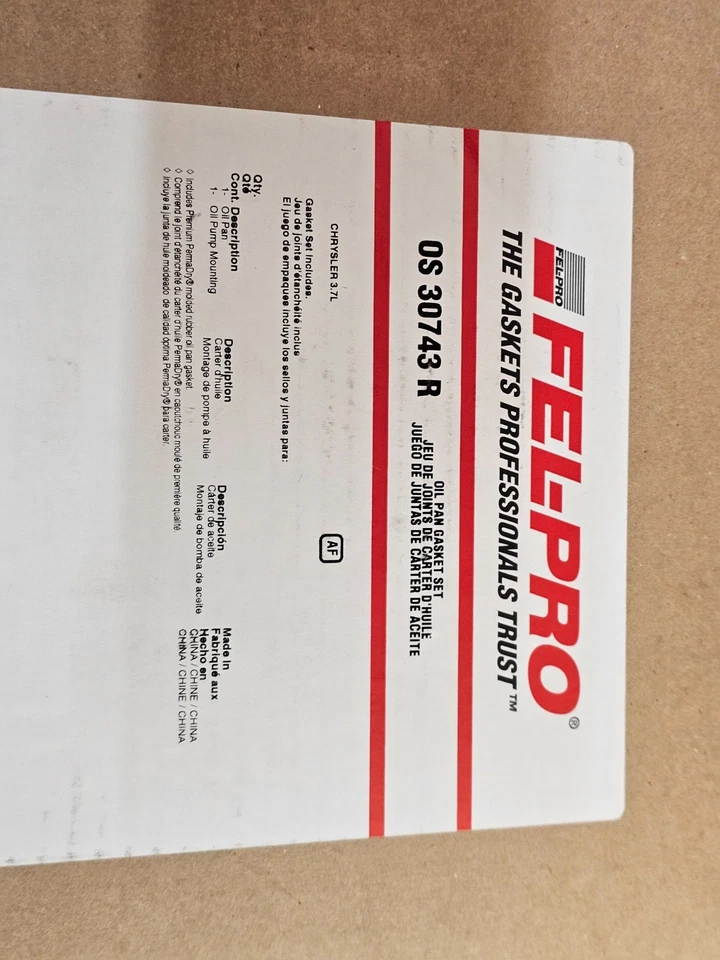 FEL-PRO
FEL-PRO®
THE GASKETS PROFESSIONALS TRUST™
OS 30743 R
OIL PAN GASKET SET
JEU DE JOINTS DE CARTER D'HUILE
JUEGO DE JUNTAS DE CARTER DE ACEITE
CHRYSLER 3.7L
AF
Gasket Set Includes.
Jeu de joints d'étanchéité inclus
El juego de empaques incluye los sellos y juntas para:
Qty.
Qté
Cont. Description Description Descripción Made in
1- Oil Pan Carter d'huile Cárter de aceite Fabriqué aux
1- Oil Pump Mounting Montage de pompe à huile Montaje de bomba de aceite Hecho en
CHINA / CHINE / CHINA
CHINA / CHINE / CHINA
◊ Includes Premium PermaDry® molded rubber oil pan gasket.
◊ Comprend le joint d'étanchéité du carter d'huile PermaDry® en caoutchouc moulé de première qualité
◊ Incluye la junta de hule moldeado de calidad óptima PermaDry® para carter.